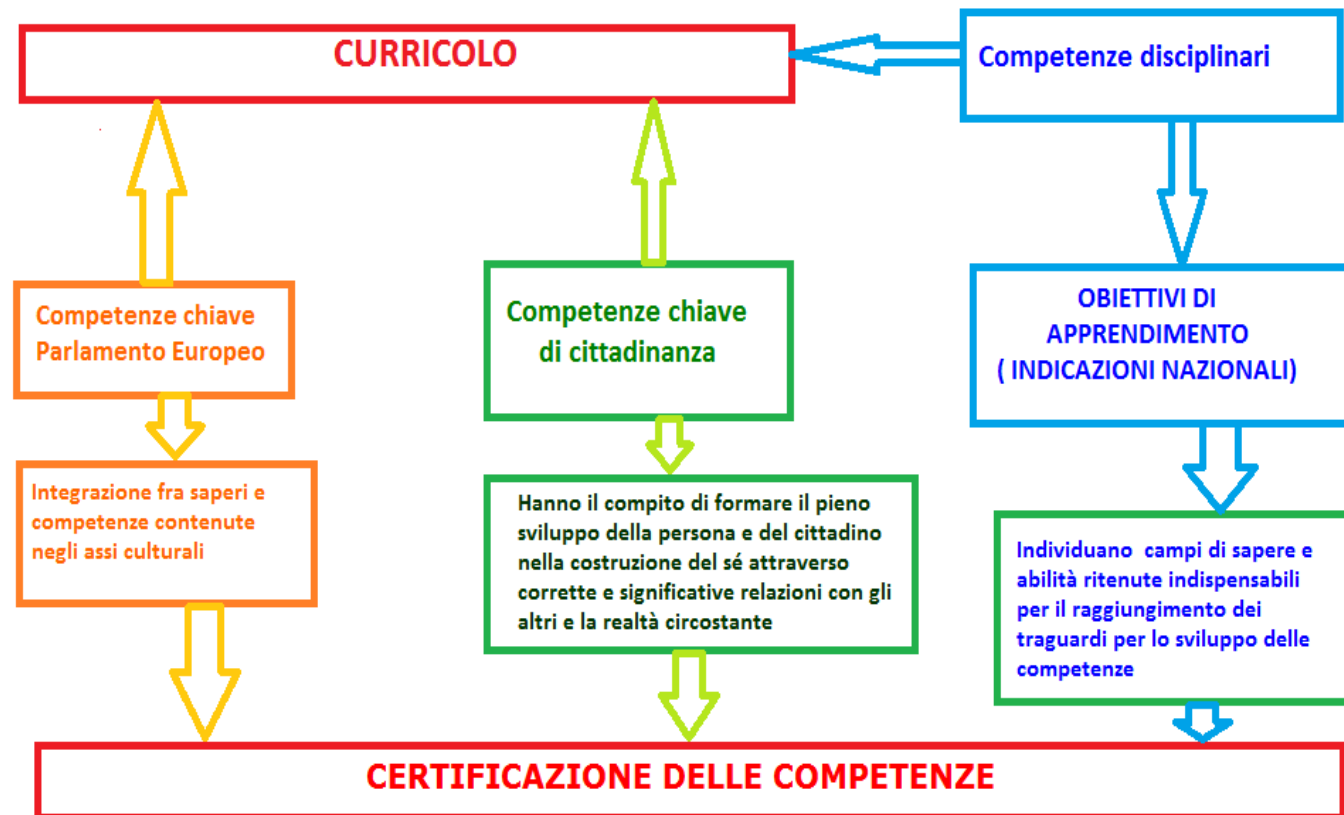 CURRICOLO
Competenze disciplinari
Competenze chiave
Parlamento Europeo
Competenze chiave
di cittadinanza
OBIETTIVI DI
APPRENDIMENTO
( INDICAZIONI NAZIONALI)
Integrazione fra saperi e
competenze contenute
negli assi culturali
Hanno il compito di formare il pieno
sviluppo della persona e del cittadino
nella costruzione del sé attraverso
corrette e significative relazioni con gli
altri e la realtà circostante
Individuano campi di sapere e
abilità ritenute indispensabili
per il raggiungimento dei
traguardi per lo sviluppo delle
competenze
CERTIFICAZIONE DELLE COMPETENZE